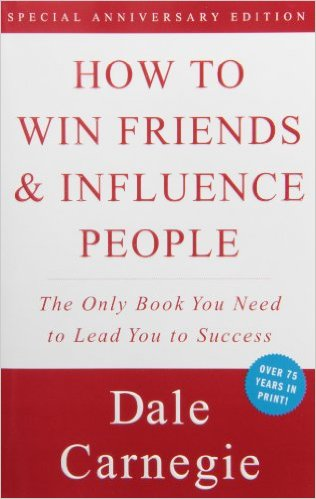 SPECIAL ANNIVERSARY EDITION
HOW TO
WIN FRIENDS
& INFLUENCE
PEOPLE
The Only Book You Need
to Lead You to Success
OVER 75
YEARS IN
PRINT!
Dale
Carnegie